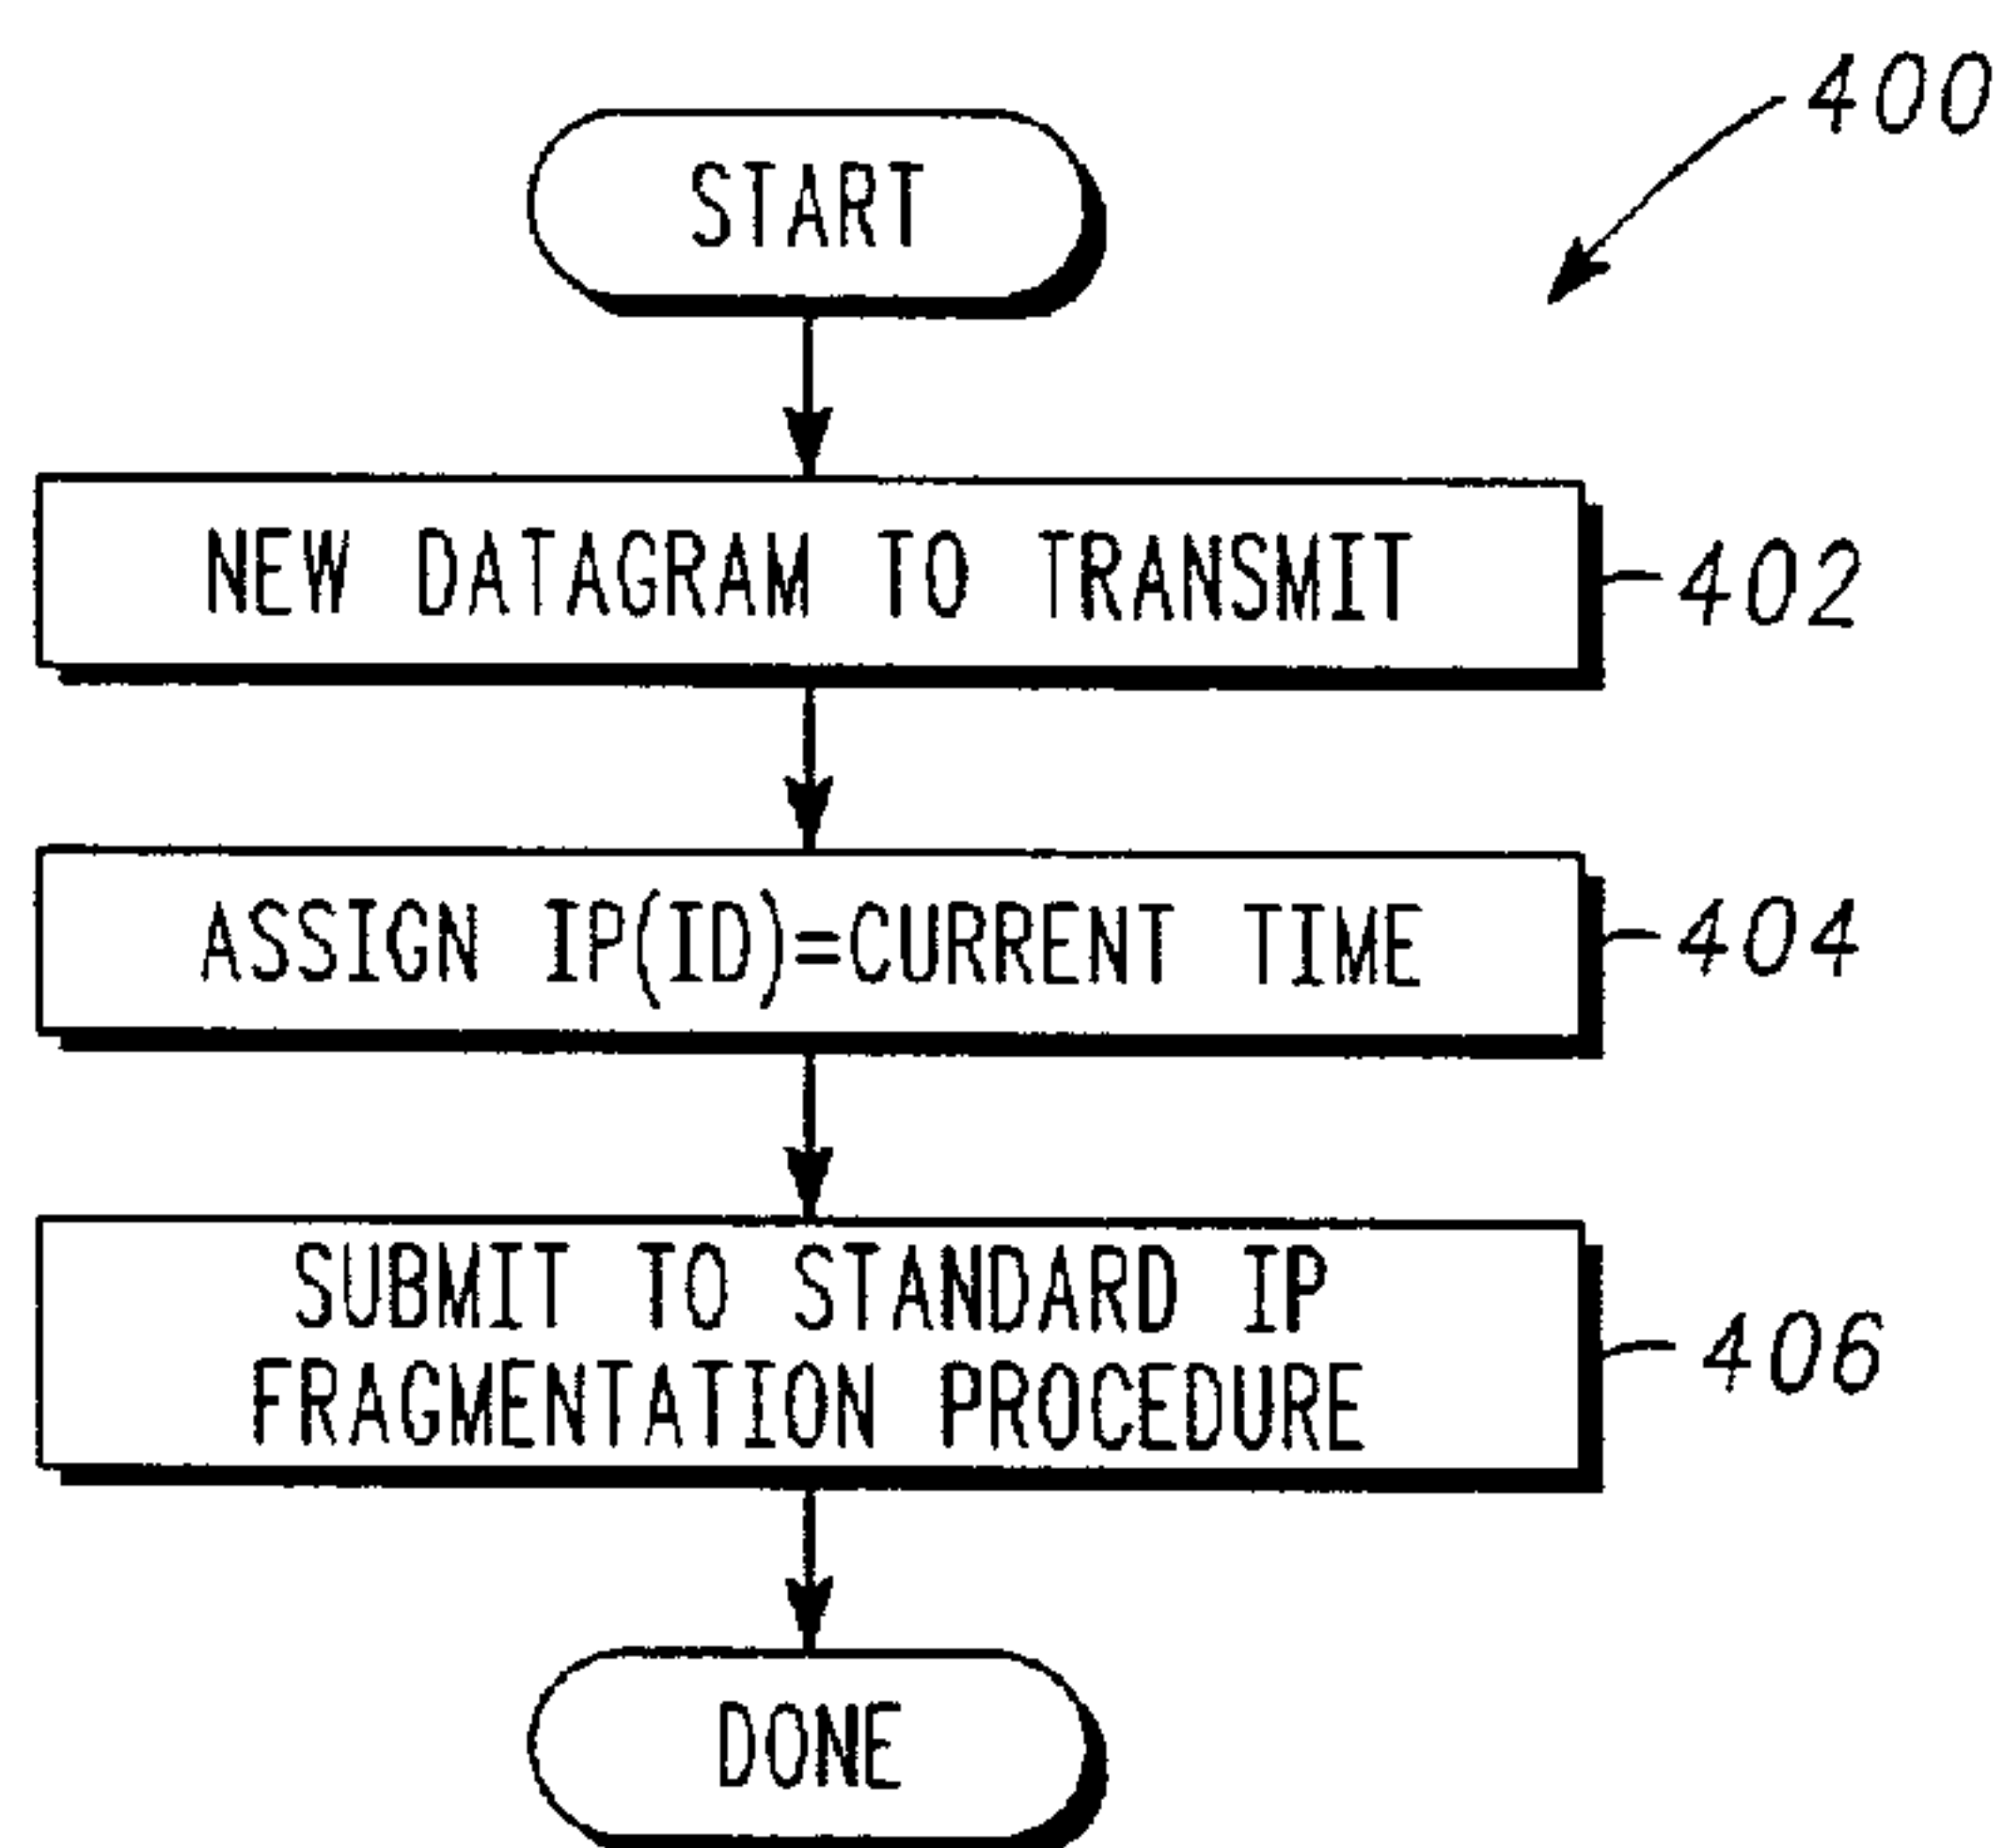 400
START
NEW DATAGRAM TO TRANSMIT
402
ASSIGN IP(ID)=CURRENT TIME
404
SUBMIT TO STANDARD IP
FRAGMENTATION PROCEDURE
406
DONE